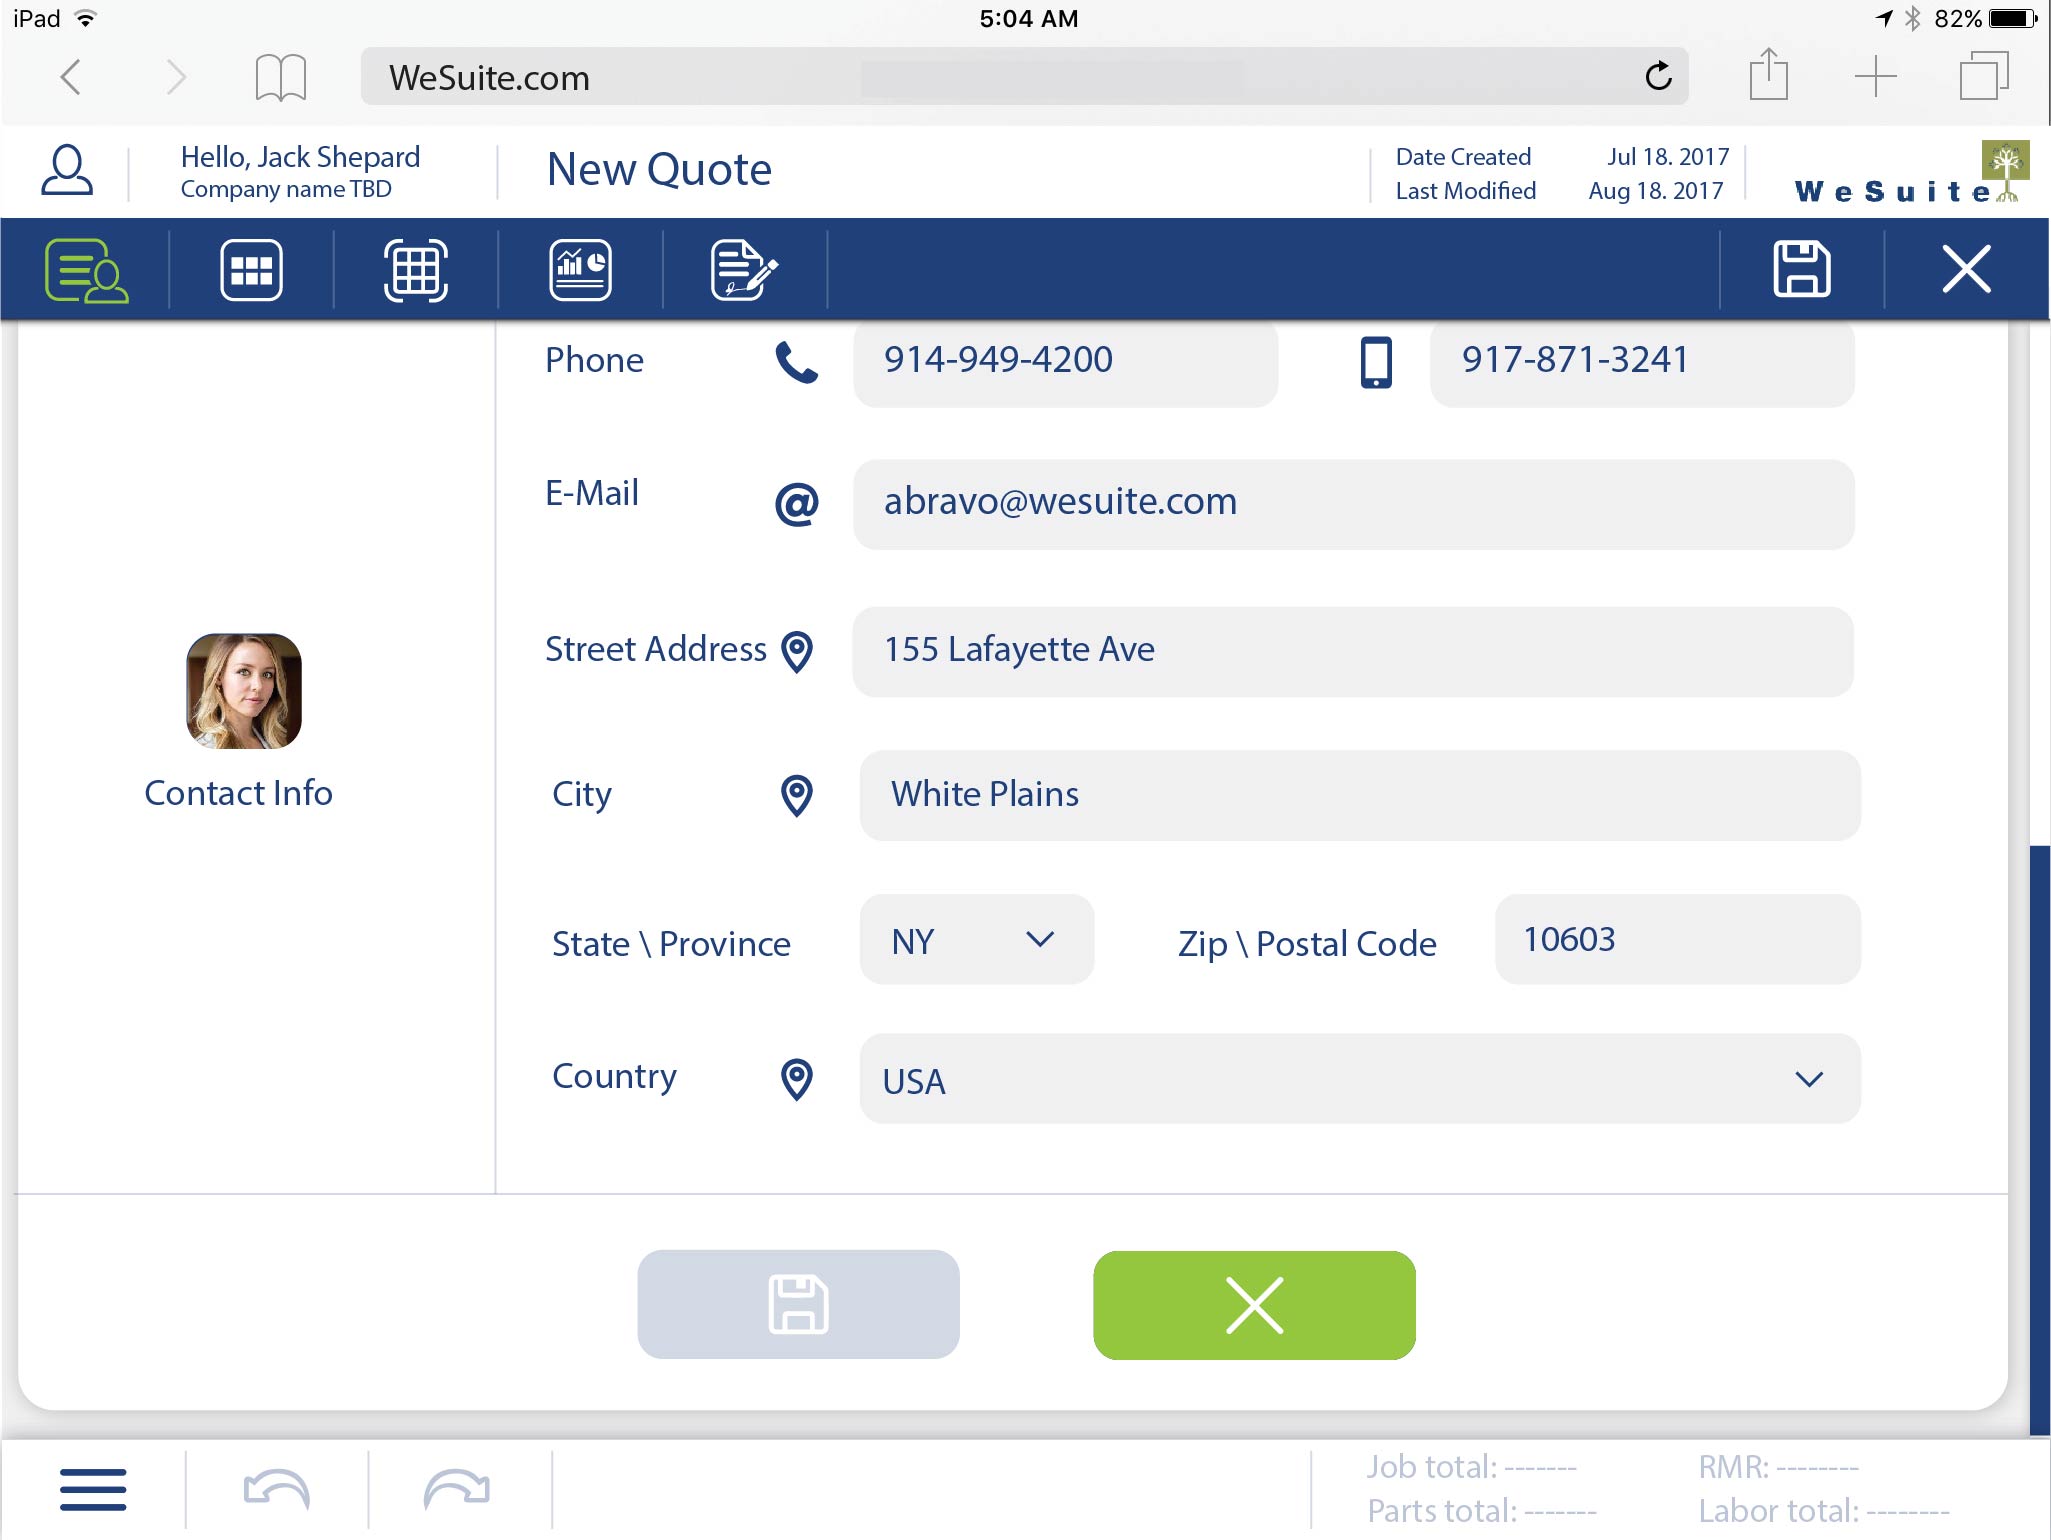 iPad 5:04 AM 82%
WeSuite.com
Hello, Jack Shepard
Company name TBD
New Quote
Date Created Jul 18. 2017
Last Modified Aug 18. 2017
WeSuite
Phone 914-949-4200 917-871-3241
E-Mail @ abravo@wesuite.com
Street Address 155 Lafayette Ave
Contact Info
City White Plains
State \ Province NY Zip \ Postal Code 10603
Country USA
Job total: ------- RMR: --------
Parts total: ------- Labor total: --------